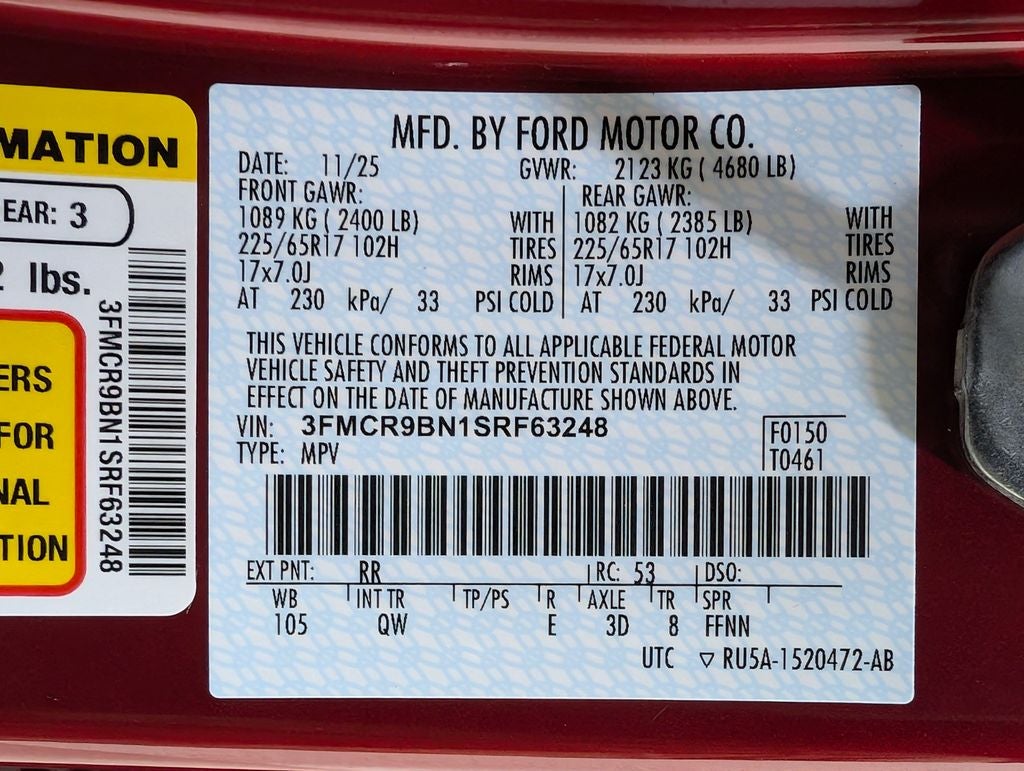 MATION
EAR: 3
lbs.
ERS
FOR
NAL
TION
3FMCR9BN1SRF63248
MFD. BY FORD MOTOR CO.
DATE: 11/25 GVWR: 2123 KG ( 4680 LB)
FRONT GAWR: REAR GAWR:
1089 KG ( 2400 LB) WITH 1082 KG ( 2385 LB) WITH
225/65R17 102H TIRES 225/65R17 102H TIRES
17x7.0J RIMS 17x7.0J RIMS
AT 230 kPa/ 33 PSI COLD AT 230 kPa/ 33 PSI COLD
THIS VEHICLE CONFORMS TO ALL APPLICABLE FEDERAL MOTOR
VEHICLE SAFETY AND THEFT PREVENTION STANDARDS IN
EFFECT ON THE DATE OF MANUFACTURE SHOWN ABOVE.
VIN: 3FMCR9BN1SRF63248 F0150
TYPE: MPV T0461
EXT PNT: RR RC: 53 DSO:
WB INT TR TP/PS R AXLE TR SPR
105 QW E 3D 8 FFNN
UTC ▽ RU5A-1520472-AB